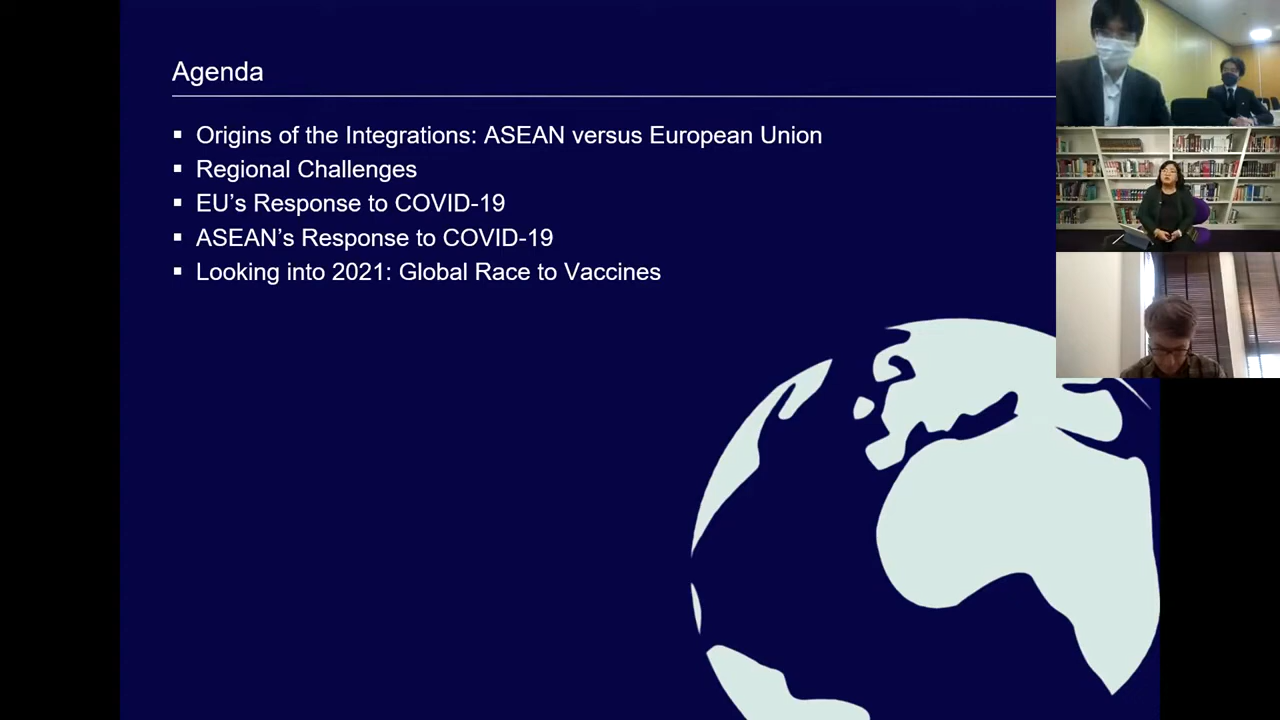 Agenda
▪ Origins of the Integrations: ASEAN versus European Union
▪ Regional Challenges
▪ EU’s Response to COVID-19
▪ ASEAN’s Response to COVID-19
▪ Looking into 2021: Global Race to Vaccines